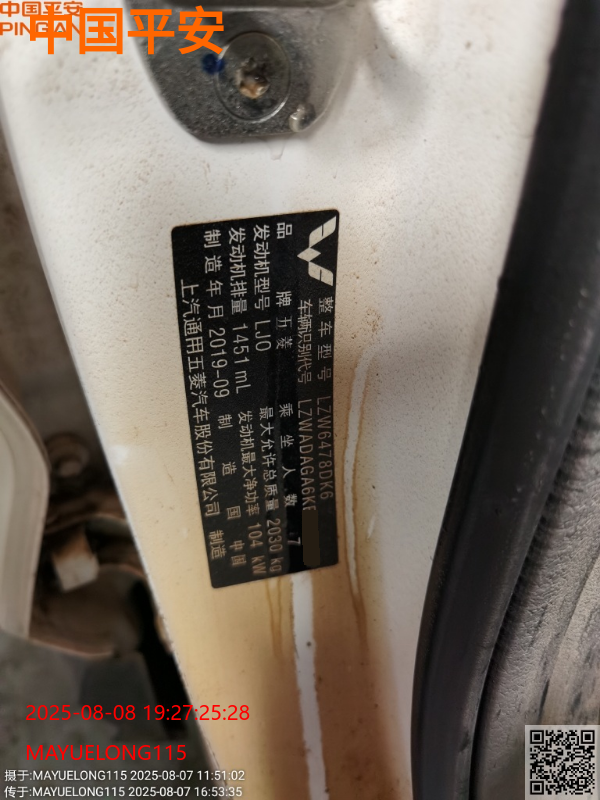 中国平安
PINGAN
中国平安
整车型号 LZW6478DK6
车辆识别代号 LZWADAGA6K
品牌 五菱 乘坐人数 7
发动机型号 LJO 最大允许总质量 2030 kg
发动机排量 1451 mL 发动机最大净功率 104 kW
制造年月 2019-09 制造国 中国
上汽通用五菱汽车股份有限公司 制造
2025-08-08 19:27:25:28
MAYUELONG115
摄于:MAYUELONG115 2025-08-07 11:51:02
传于:MAYUELONG115 2025-08-07 16:53:35